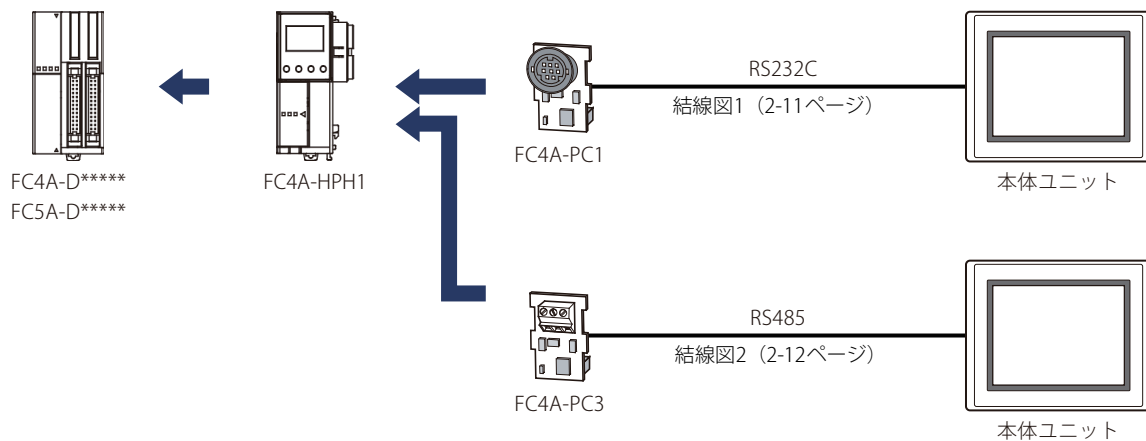 RS232C
結線図1（2-11ページ）
FC4A-PC1
本体ユニット
FC4A-D*****
FC5A-D*****
FC4A-HPH1
RS485
結線図2（2-12ページ）
FC4A-PC3
本体ユニット